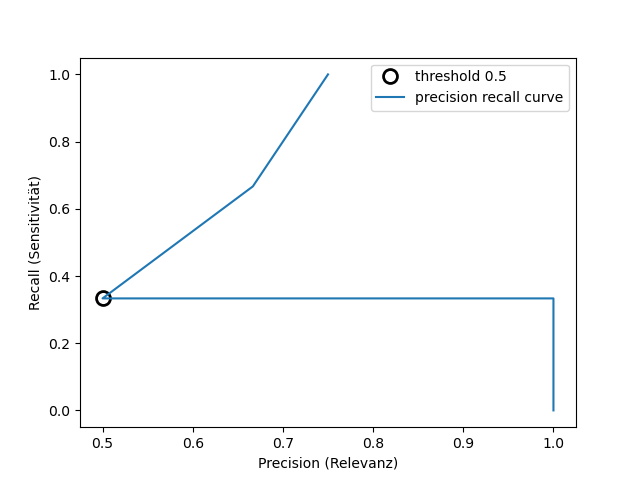 threshold 0.5
precision recall curve
1.0
0.8
0.6
0.4
0.2
0.0
Recall (Sensitivität)
0.5 0.6 0.7 0.8 0.9 1.0
Precision (Relevanz)